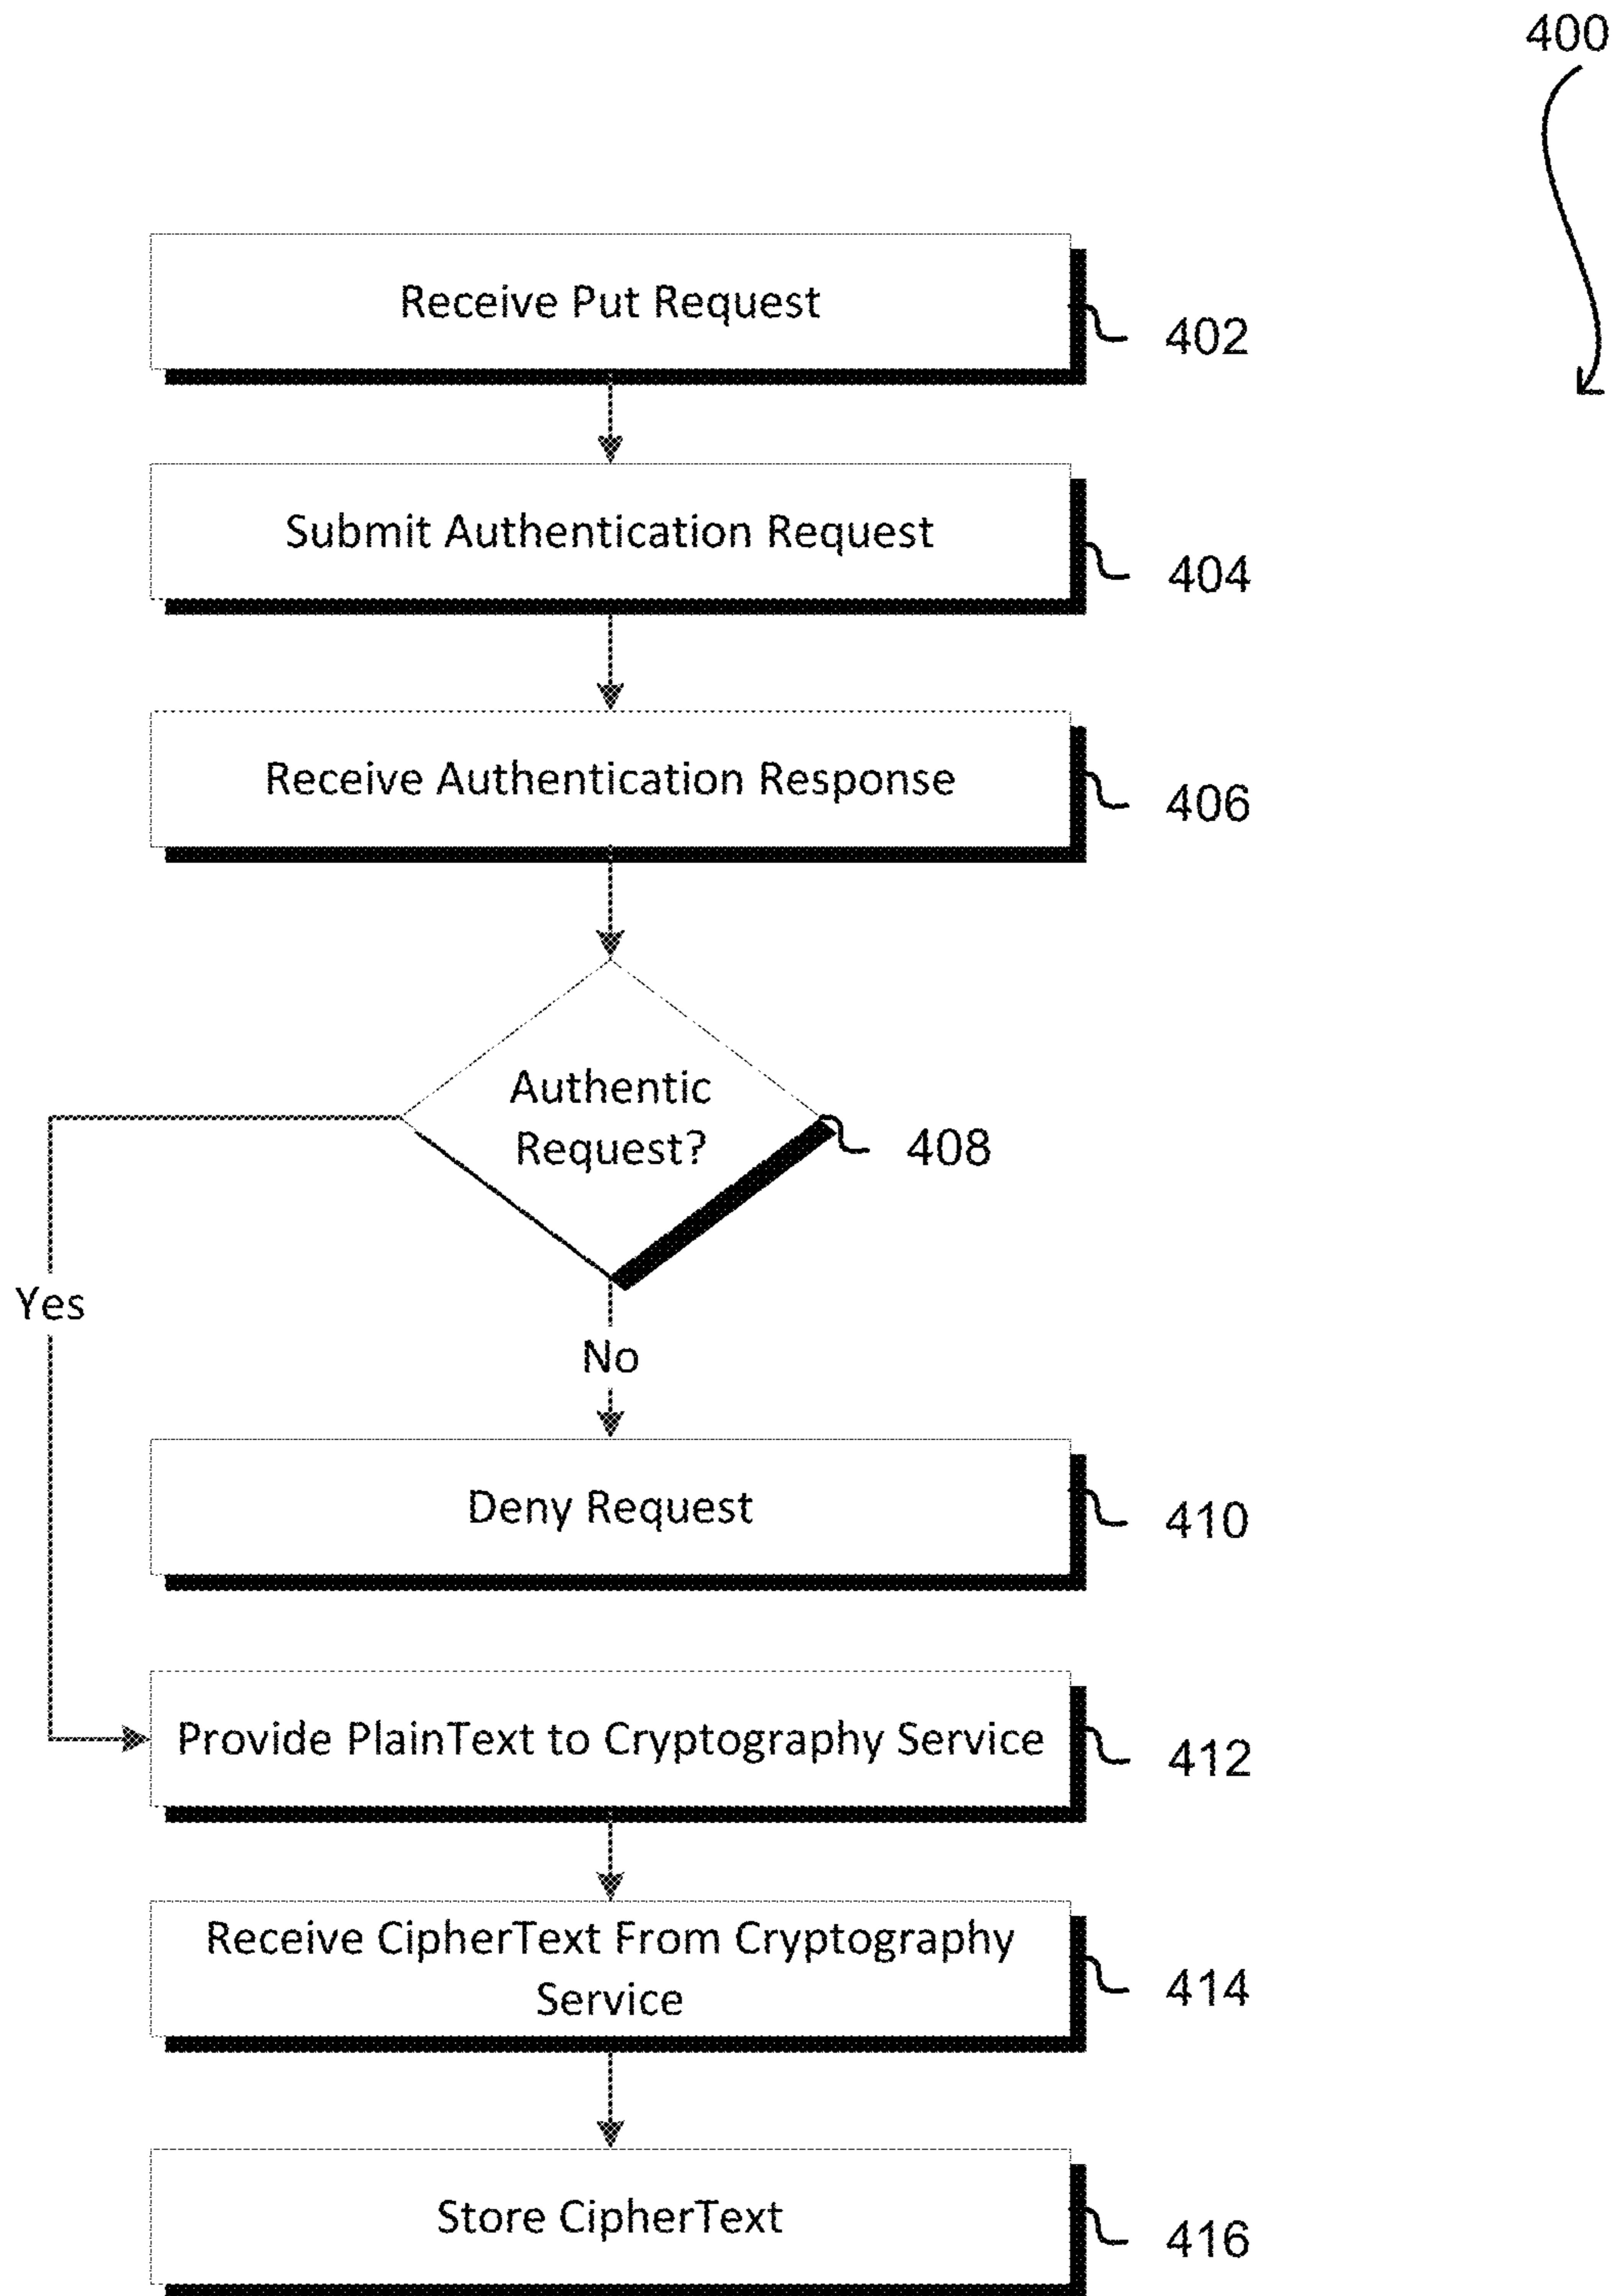 400
Receive Put Request
402
Submit Authentication Request
404
Receive Authentication Response
406
Authentic
Request?
408
Yes
No
Deny Request
410
Provide PlainText to Cryptography Service
412
Receive CipherText From Cryptography
Service
414
Store CipherText
416